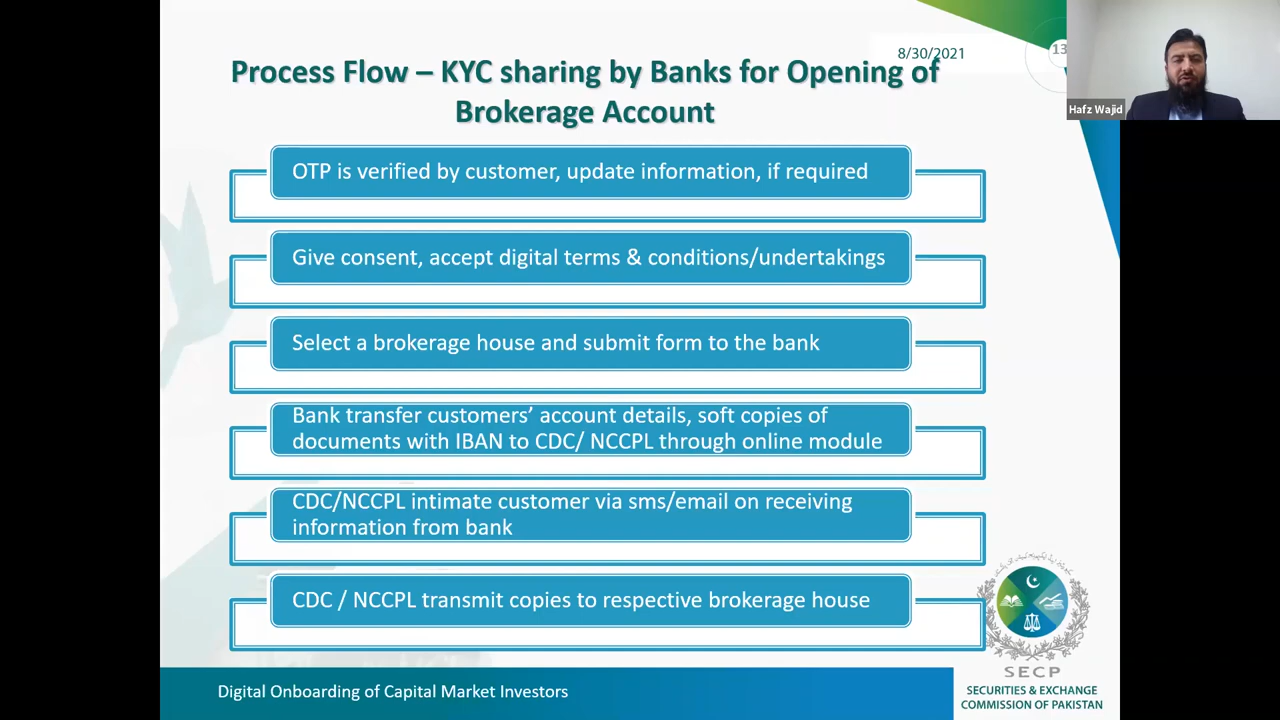 8/30/2021
13
Process Flow – KYC sharing by Banks for Opening of
Brokerage Account
Hafz Wajid
OTP is verified by customer, update information, if required
Give consent, accept digital terms & conditions/undertakings
Select a brokerage house and submit form to the bank
Bank transfer customers’ account details, soft copies of
documents with IBAN to CDC/ NCCPL through online module
CDC/NCCPL intimate customer via sms/email on receiving
information from bank
CDC / NCCPL transmit copies to respective brokerage house
SECP
SECURITIES & EXCHANGE
COMMISSION OF PAKISTAN
Digital Onboarding of Capital Market Investors